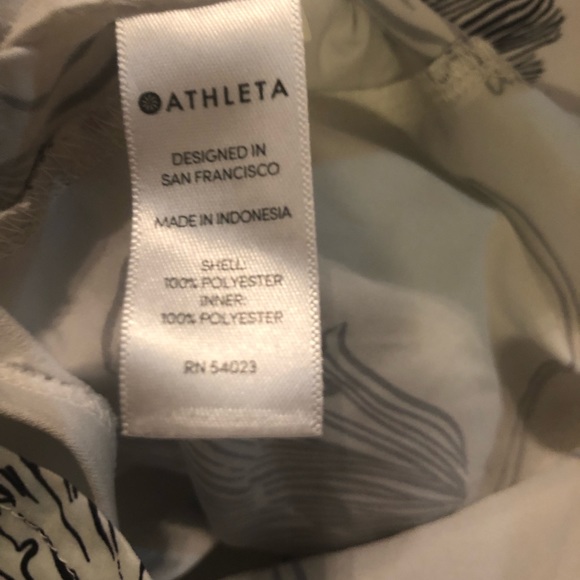 ATHLETA
DESIGNED IN
SAN FRANCISCO
MADE IN INDONESIA
SHELL:
100% POLYESTER
INNER:
100% POLYESTER
RN 54023